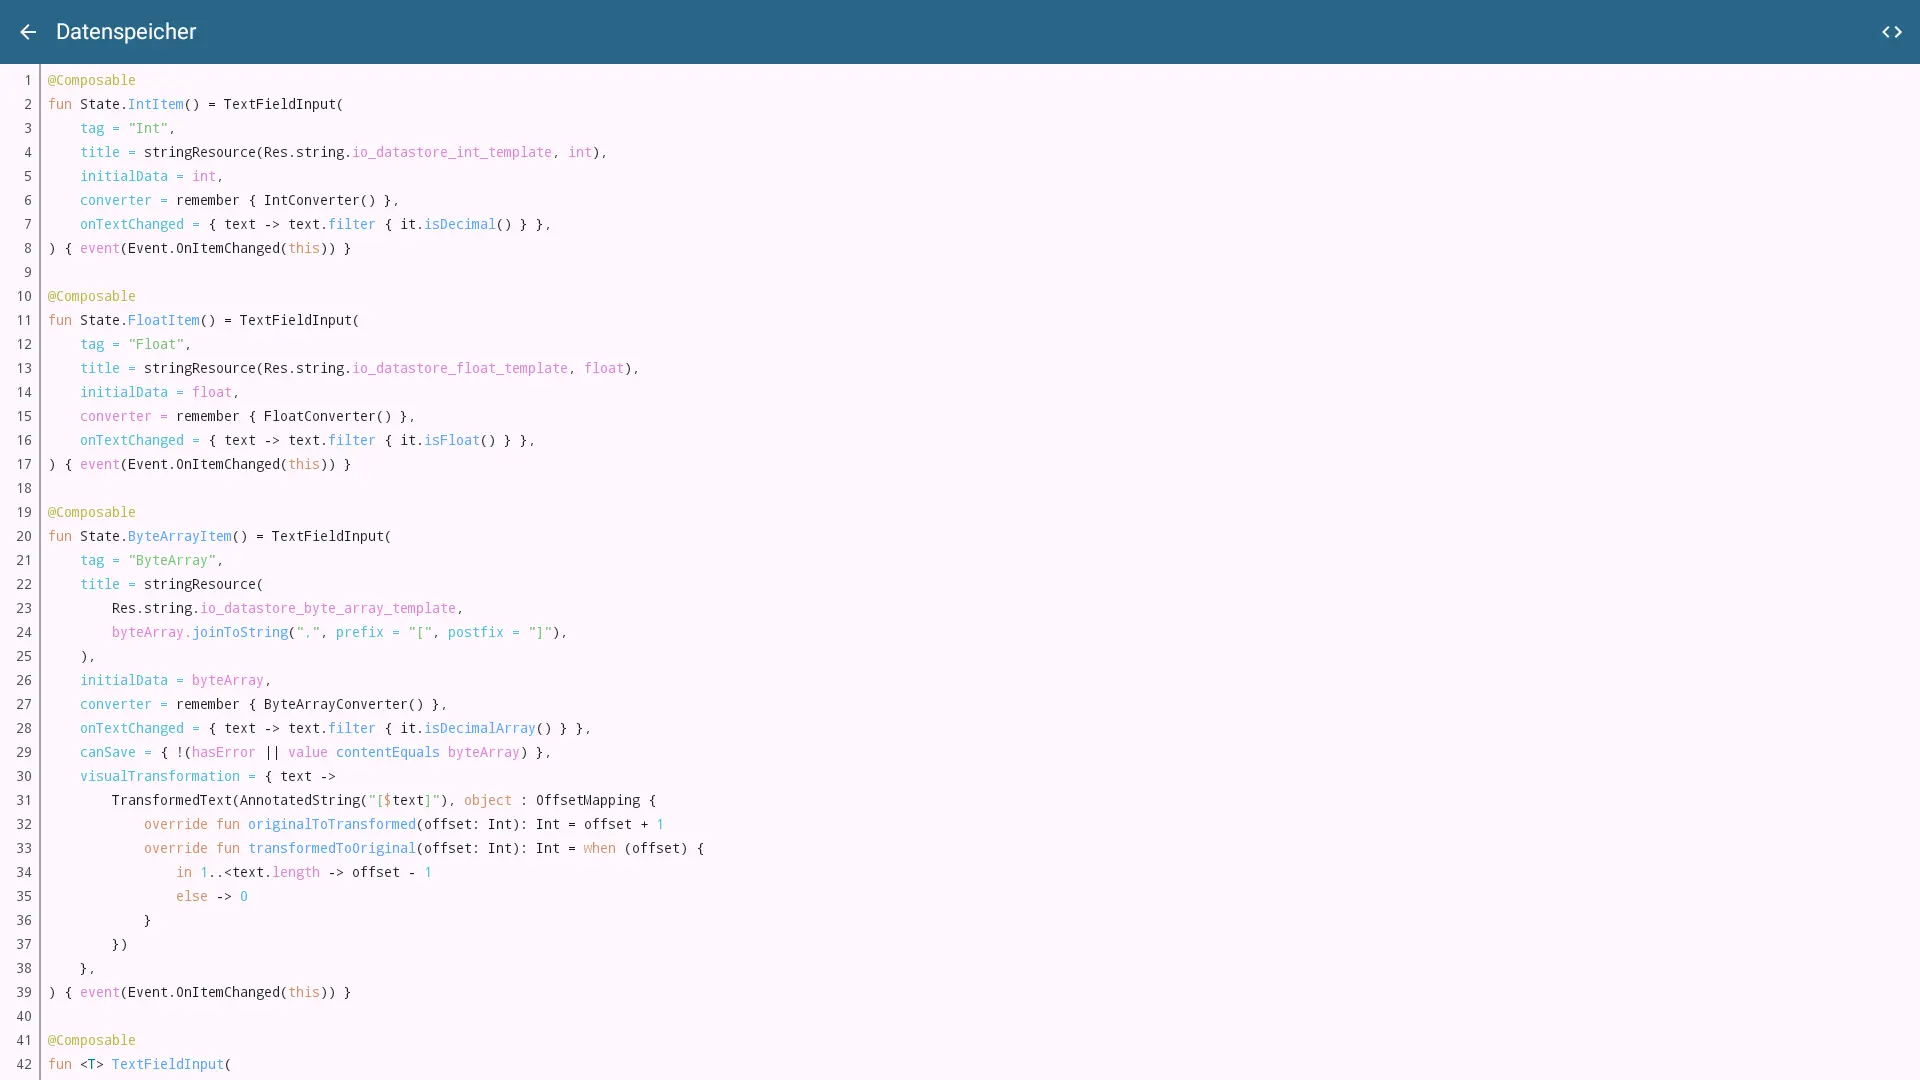 Datenspeicher
1 @Composable
2 fun State.IntItem() = TextFieldInput(
3     tag = "Int",
4     title = stringResource(Res.string.io_datastore_int_template, int),
5     initialData = int,
6     converter = remember { IntConverter() },
7     onTextChanged = { text -> text.filter { it.isDecimal() } },
8 ) { event(Event.OnItemChanged(this)) }
9
10 @Composable
11 fun State.FloatItem() = TextFieldInput(
12     tag = "Float",
13     title = stringResource(Res.string.io_datastore_float_template, float),
14     initialData = float,
15     converter = remember { FloatConverter() },
16     onTextChanged = { text -> text.filter { it.isFloat() } },
17 ) { event(Event.OnItemChanged(this)) }
18
19 @Composable
20 fun State.ByteArrayItem() = TextFieldInput(
21     tag = "ByteArray",
22     title = stringResource(
23         Res.string.io_datastore_byte_array_template,
24         byteArray.joinToString(",", prefix = "[", postfix = "]"),
25     ),
26     initialData = byteArray,
27     converter = remember { ByteArrayConverter() },
28     onTextChanged = { text -> text.filter { it.isDecimalArray() } },
29     canSave = { !(hasError || value contentEquals byteArray) },
30     visualTransformation = { text ->
31         TransformedText(AnnotatedString("[$text]"), object : OffsetMapping {
32             override fun originalToTransformed(offset: Int): Int = offset + 1
33             override fun transformedToOriginal(offset: Int): Int = when (offset) {
34                 in 1..<text.length -> offset - 1
35                 else -> 0
36             }
37         })
38     },
39 ) { event(Event.OnItemChanged(this)) }
40
41 @Composable
42 fun <T> TextFieldInput(